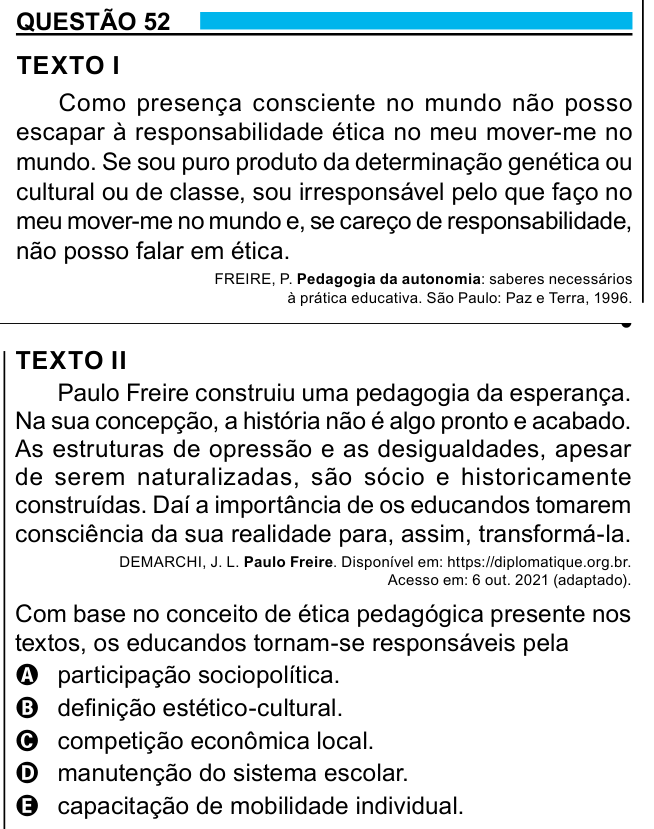 QUESTÃO 52
TEXTO I
Como presença consciente no mundo não posso
escapar à responsabilidade ética no meu mover-me no
mundo. Se sou puro produto da determinação genética ou
cultural ou de classe, sou irresponsável pelo que faço no
meu mover-me no mundo e, se careço de responsabilidade,
não posso falar em ética.
FREIRE, P. Pedagogia da autonomia: saberes necessários
à prática educativa. São Paulo: Paz e Terra, 1996.
TEXTO II
Paulo Freire construiu uma pedagogia da esperança.
Na sua concepção, a história não é algo pronto e acabado.
As estruturas de opressão e as desigualdades, apesar
de serem naturalizadas, são sócio e historicamente
construídas. Daí a importância de os educandos tomarem
consciência da sua realidade para, assim, transformá-la.
DEMARCHI, J. L. Paulo Freire. Disponível em: https://diplomatique.org.br.
Acesso em: 6 out. 2021 (adaptado).
Com base no conceito de ética pedagógica presente nos
textos, os educandos tornam-se responsáveis pela
A participação sociopolítica.
B definição estético-cultural.
C competição econômica local.
D manutenção do sistema escolar.
E capacitação de mobilidade individual.